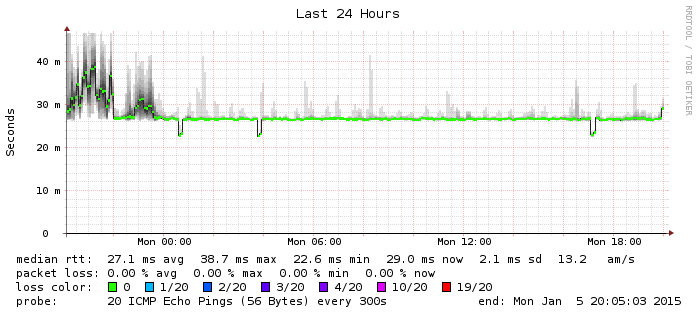 Last 24 Hours
RRDTOOL / TOBI OETIKER
Seconds
40 m
30 m
20 m
10 m
0
Mon 00:00 Mon 06:00 Mon 12:00 Mon 18:00
median rtt: 27.1 ms avg 38.7 ms max 22.6 ms min 29.0 ms now 2.1 ms sd 13.2 am/s
packet loss: 0.00 % avg 0.00 % max 0.00 % min 0.00 % now
loss color: 0 1/20 2/20 3/20 4/20 10/20 19/20
probe: 20 ICMP Echo Pings (56 Bytes) every 300s end: Mon Jan 5 20:05:03 2015